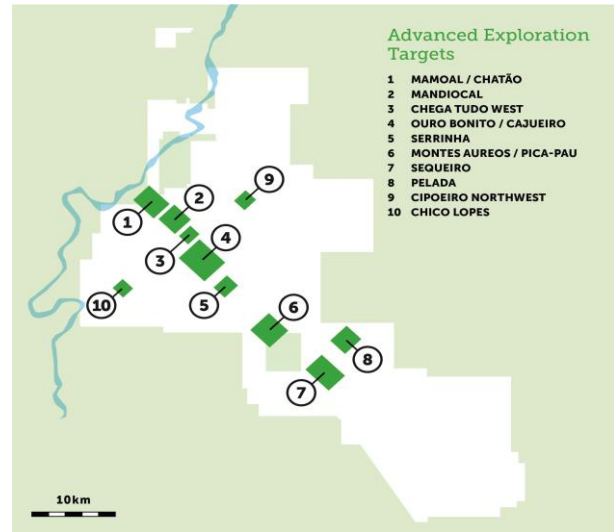 Advanced Exploration
Targets
1 MAMOAL / CHATÃO
2 MANDIOCAL
3 CHEGA TUDO WEST
4 OURO BONITO / CAJUEIRO
5 SERRINHA
6 MONTES AUREOS / PICA-PAU
7 SEQUEIRO
8 PELADA
9 CIPOEIRO NORTHWEST
10 CHICO LOPES
9
2
1
4
3
10
5
6
8
7
10km